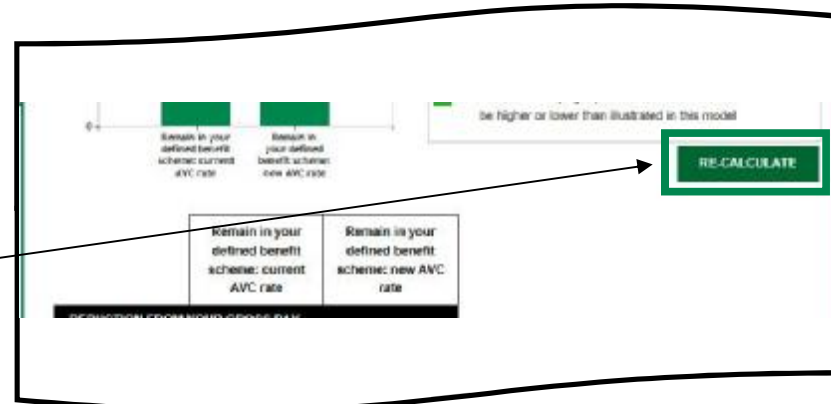 be higher or lower than illustrated in this model
0
Remain in your
defined benefit
scheme: current
AVC rate
Remain in
your defined
benefit scheme:
new AVC rate
RE-CALCULATE
Remain in your
defined benefit
scheme: current
AVC rate
Remain in your
defined benefit
scheme: new AVC
rate